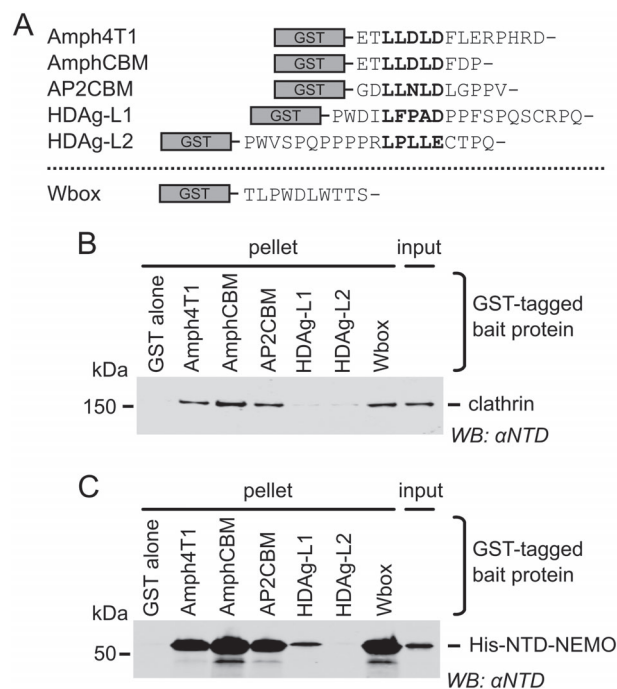 A
Amph4T1 GST -ETLLDLDFLERPHRD-
AmphCBM GST -ETLLDLDFDP-
AP2CBM GST -GDLLNLDLGPPV-
HDAg-L1 GST -PWDILFPADPPFSPQSCRPQ-
HDAg-L2 GST -PWVSPQPPPPRLPLLECTPQ-
Wbox GST -TLPWDLWTTS-
B
pellet input
GST alone Amph4T1 AmphCBM AP2CBM HDAg-L1 HDAg-L2 Wbox
GST-tagged
bait protein
kDa
150 clathrin
WB: αNTD
C
pellet input
GST alone Amph4T1 AmphCBM AP2CBM HDAg-L1 HDAg-L2 Wbox
GST-tagged
bait protein
kDa
50 His-NTD-NEMO
WB: αNTD